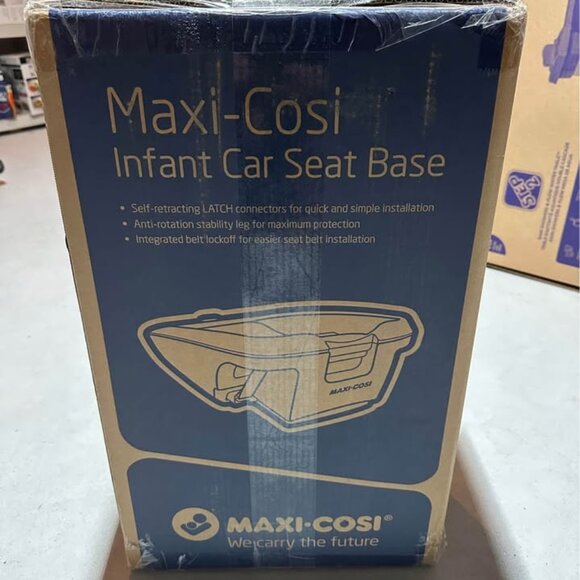 Maxi-Cosi
Infant Car Seat Base
• Self-retracting LATCH connectors for quick and simple installation
• Anti-rotation stability leg for maximum protection
• Integrated belt lockoff for easier seat belt installation
MAXI-COSI
MAXI·COSI®
We carry the future